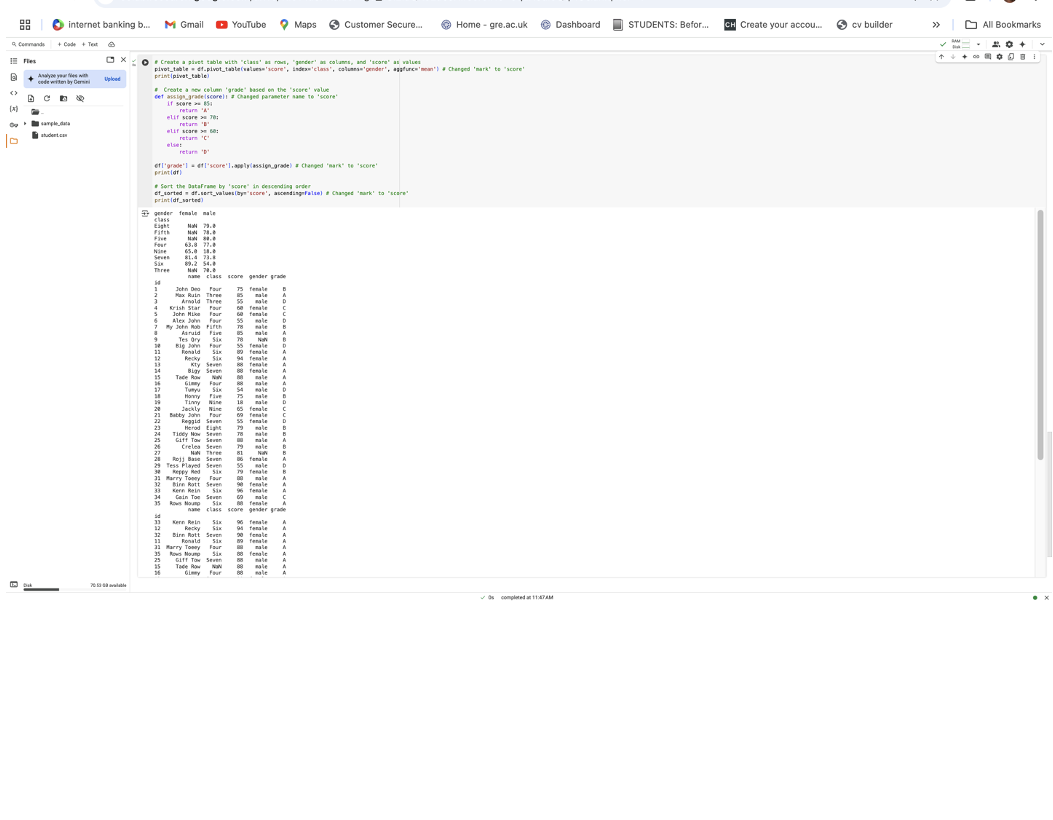 internet banking b... Gmail YouTube Maps Customer Secure... Home - gre.ac.uk Dashboard STUDENTS: Befor... CH Create your accou... cv builder » All Bookmarks
Commands + Code + Text
RAM
Disk
Files
Analyze your files with
code written by Gemini
Upload
..
sample_data
student.csv
# Create a pivot table with 'class' as rows, 'gender' as columns, and 'score' as values
pivot_table = df.pivot_table(values='score', index='class', columns='gender', aggfunc='mean') # Changed 'mark' to 'score'
print(pivot_table)
# Create a new column 'grade' based on the 'score' value
def assign_grade(score): # Changed parameter name to 'score'
if score >= 85:
return 'A'
elif score >= 70:
return 'B'
elif score >= 60:
return 'C'
else:
return 'D'
df['grade'] = df['score'].apply(assign_grade) # Changed 'mark' to 'score'
print(df)
# Sort the DataFrame by 'score' in descending order
df_sorted = df.sort_values(by='score', ascending=False) # Changed 'mark' to 'score'
print(df_sorted)
gender female male
class
Eight NaN 79.0
Fifth NaN 78.0
Five NaN 80.0
Four 63.8 77.0
Nine 65.0 18.0
Seven 81.4 73.8
Six 89.2 54.0
Three NaN 70.0
name class score gender grade
id
1 John Deo Four 75 female B
2 Max Ruin Three 85 male A
3 Arnold Three 55 male D
4 Krish Star Four 60 female C
5 John Mike Four 60 female C
6 Alex John Four 55 male D
7 My John Rob Fifth 78 male B
8 Asruid Five 85 male A
9 Tes Qry Six 78 NaN B
10 Big John Four 55 female D
11 Ronald Six 89 female A
12 Recky Six 94 female A
13 Kty Seven 88 female A
14 Bigy Seven 88 female A
15 Tade Row NaN 88 male A
16 Gimmy Four 88 male A
17 Tumyu Six 54 male D
18 Honny Five 75 male B
19 Tinny Nine 18 male D
20 Jackly Nine 65 female C
21 Babby John Four 69 female C
22 Reggid Seven 55 female D
23 Herod Eight 79 male B
24 Tiddy Now Seven 78 male B
25 Giff Tow Seven 88 male A
26 Crelea Seven 79 male B
27 NaN Three 81 NaN B
28 Rojj Base Seven 86 female A
29 Tess Played Seven 55 male D
30 Reppy Red Six 79 female B
31 Marry Toeey Four 88 male A
32 Binn Rott Seven 90 female A
33 Kenn Rein Six 96 female A
34 Gain Toe Seven 69 male C
35 Rows Noump Six 88 female A
name class score gender grade
id
33 Kenn Rein Six 96 female A
12 Recky Six 94 female A
32 Binn Rott Seven 90 female A
11 Ronald Six 89 female A
31 Marry Toeey Four 88 male A
35 Rows Noump Six 88 female A
25 Giff Tow Seven 88 male A
15 Tade Row NaN 88 male A
16 Gimmy Four 88 male A
Disk 70.53 GB available
0s completed at 11:47 AM